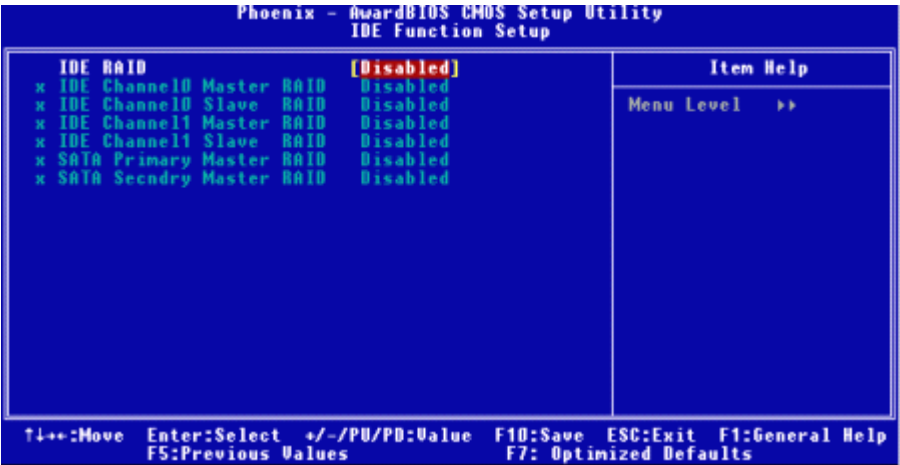 Phoenix - AwardBIOS CMOS Setup Utility
IDE Function Setup
IDE RAID [Disabled]
x IDE Channel0 Master RAID Disabled
x IDE Channel0 Slave RAID Disabled
x IDE Channel1 Master RAID Disabled
x IDE Channel1 Slave RAID Disabled
x SATA Primary Master RAID Disabled
x SATA Secndry Master RAID Disabled
Item Help
Menu Level ▸▸
↑↓→←:Move Enter:Select +/-/PU/PD:Value F10:Save ESC:Exit F1:General Help
F5:Previous Values F7: Optimized Defaults